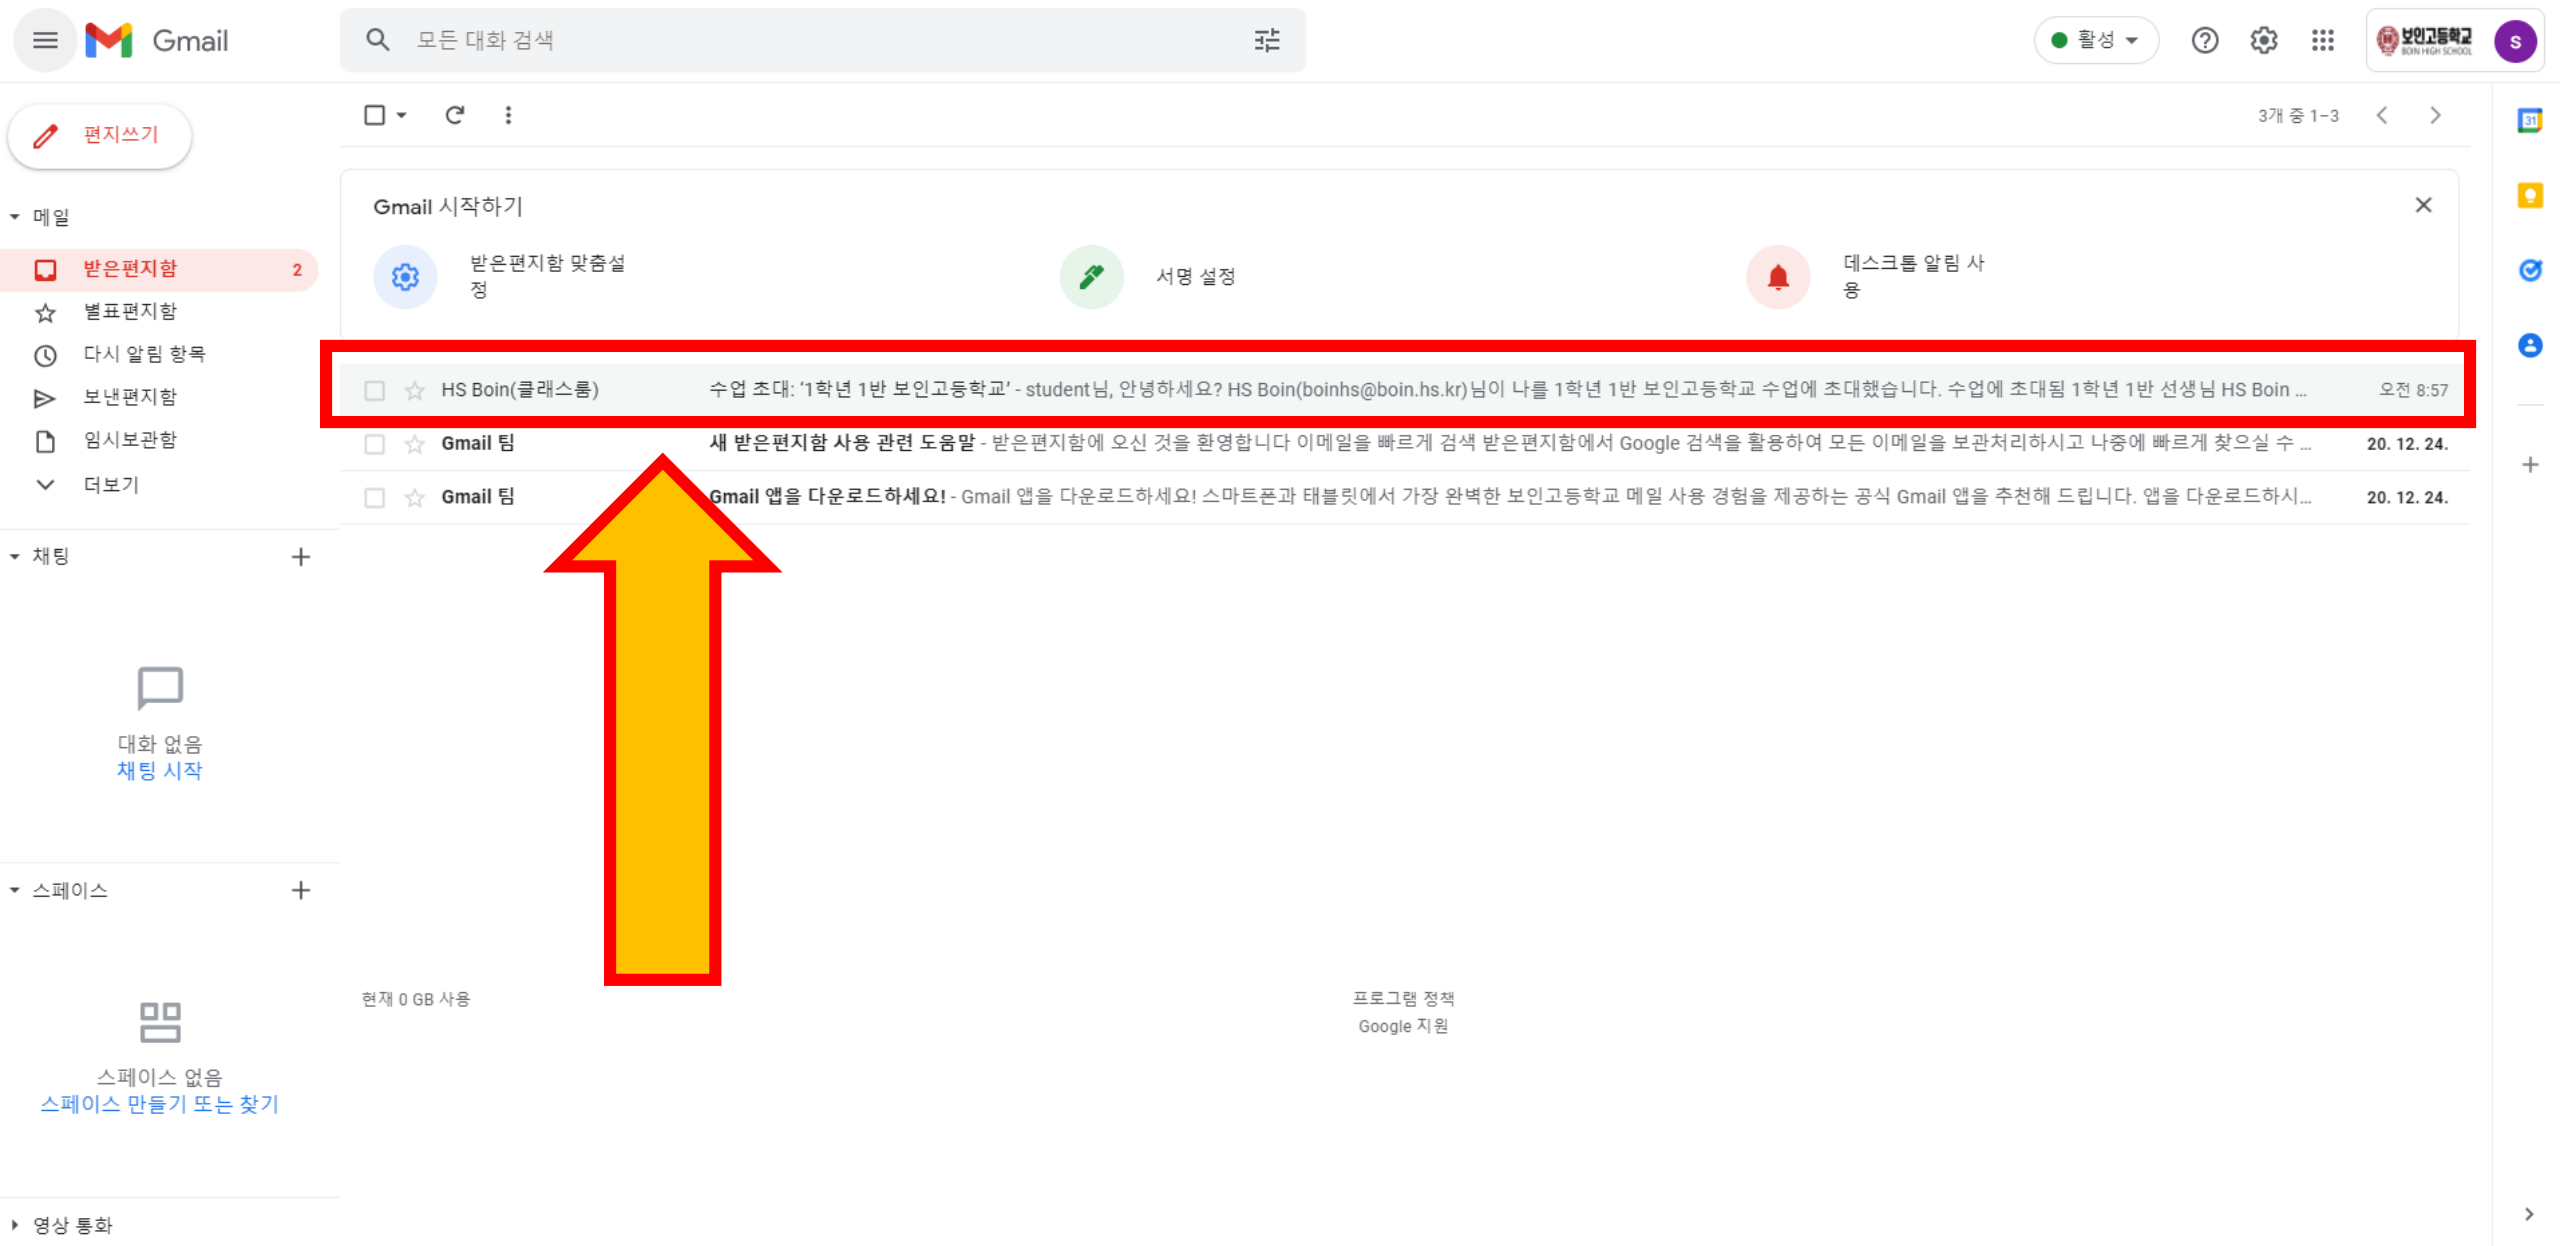 Gmail
모든 대화 검색
활성
보인고등학교
BOIN HIGH SCHOOL
S
편지쓰기
3개 중 1–3
31
메일
받은편지함 2
별표편지함
다시 알림 항목
보낸편지함
임시보관함
더보기
Gmail 시작하기
받은편지함 맞춤설
정
서명 설정
데스크톱 알림 사
용
HS Boin(클래스룸) 수업 초대: ‘1학년 1반 보인고등학교’ - student님, 안녕하세요? HS Boin(boinhs@boin.hs.kr)님이 나를 1학년 1반 보인고등학교 수업에 초대했습니다. 수업에 초대됨 1학년 1반 선생님 HS Boin ... 오전 8:57
Gmail 팀 새 받은편지함 사용 관련 도움말 - 받은편지함에 오신 것을 환영합니다 이메일을 빠르게 검색 받은편지함에서 Google 검색을 활용하여 모든 이메일을 보관처리하시고 나중에 빠르게 찾으실 수 ... 20. 12. 24.
Gmail 팀 Gmail 앱을 다운로드하세요! - Gmail 앱을 다운로드하세요! 스마트폰과 태블릿에서 가장 완벽한 보인고등학교 메일 사용 경험을 제공하는 공식 Gmail 앱을 추천해 드립니다. 앱을 다운로드하시... 20. 12. 24.
채팅
대화 없음
채팅 시작
스페이스
스페이스 없음
스페이스 만들기 또는 찾기
영상 통화
현재 0 GB 사용
프로그램 정책
Google 지원